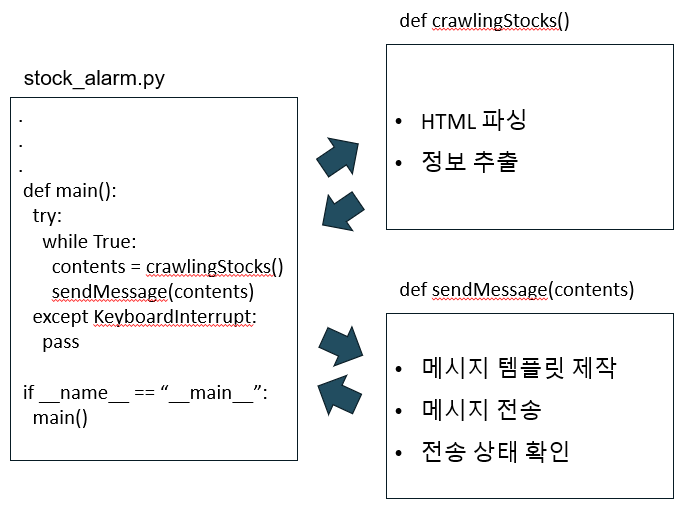 stock_alarm.py
.
.
.
def main():
try:
while True:
contents = crawlingStocks()
sendMessage(contents)
except KeyboardInterrupt:
pass
if __name__ == “__main__”:
main()
def crawlingStocks()
• HTML 파싱
• 정보 추출
def sendMessage(contents)
• 메시지 템플릿 제작
• 메시지 전송
• 전송 상태 확인